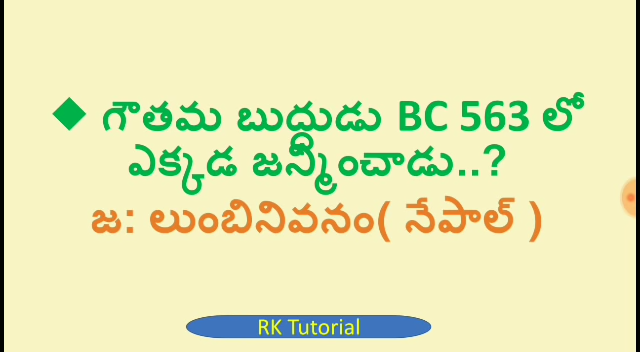 ◆ గౌతమ బుద్ధుడు BC 563 లో
ఎక్కడ జన్మించాడు..?
జ: లుంబినివనం( నేపాల్ )
RK Tutorial